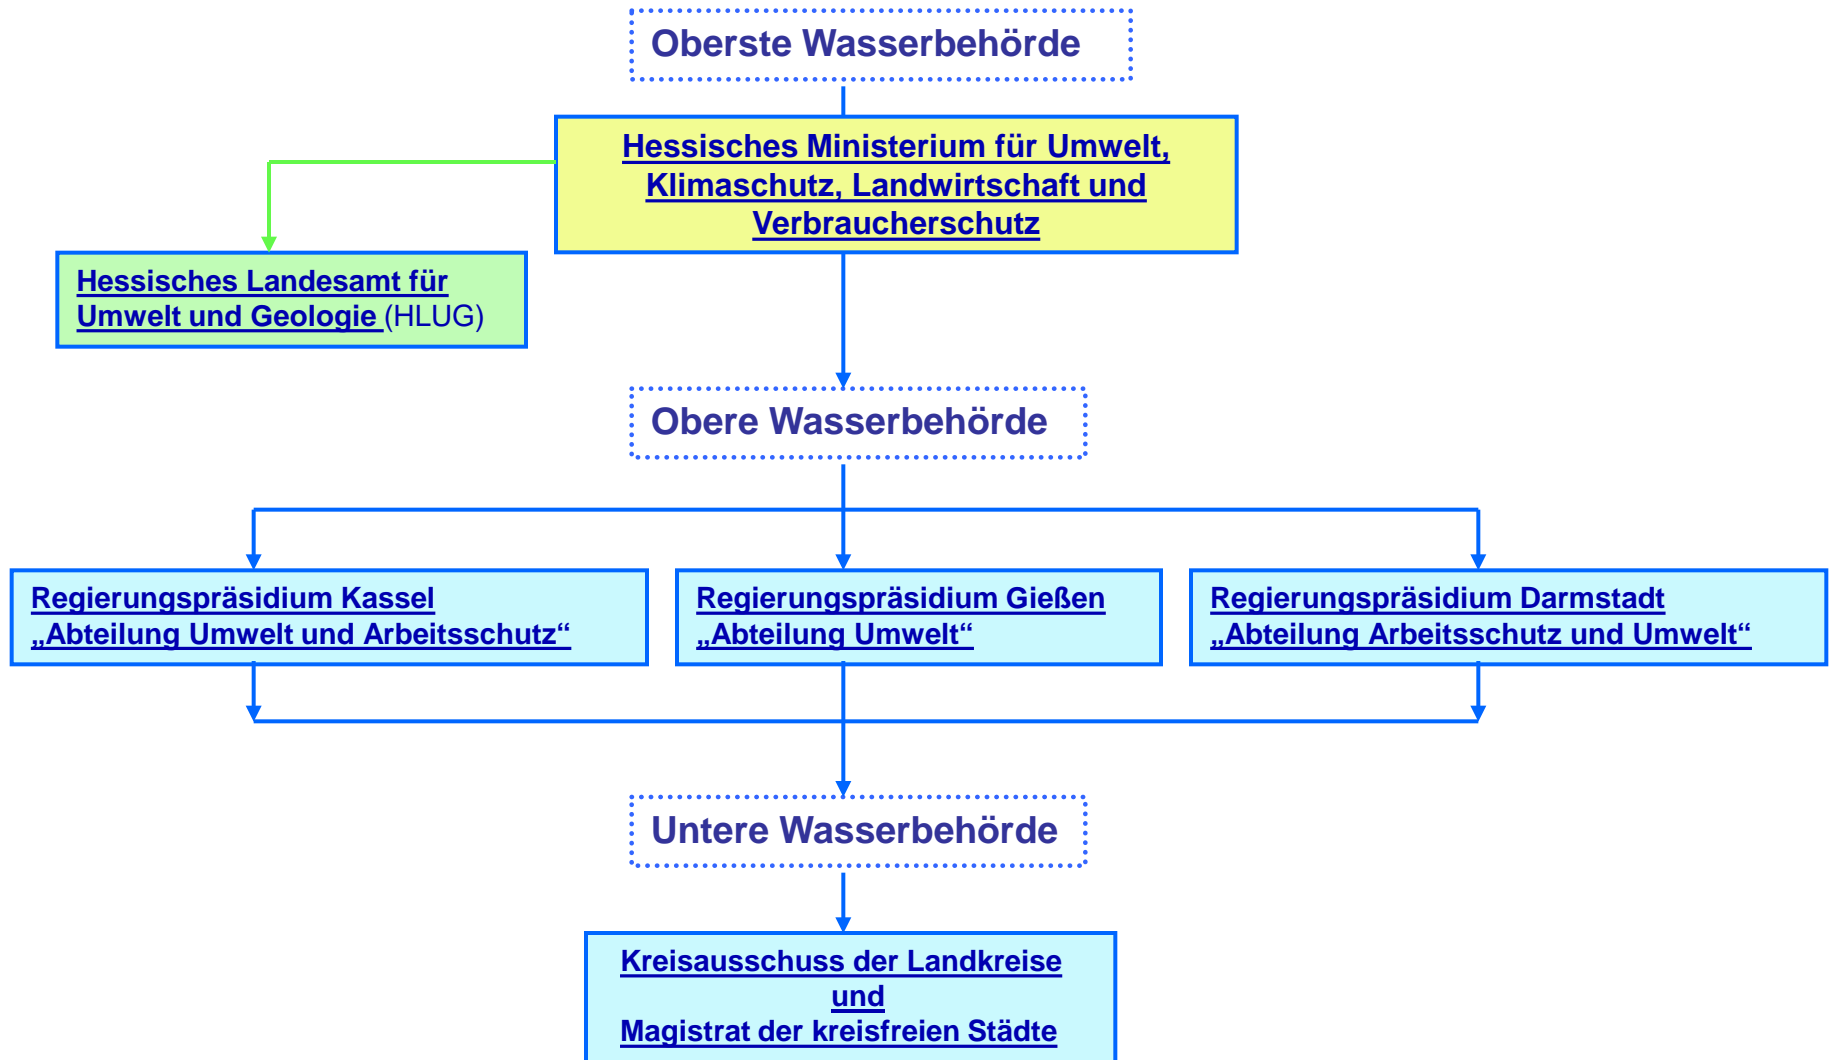 Oberste Wasserbehörde
Hessisches Ministerium für Umwelt,
Klimaschutz, Landwirtschaft und
Verbraucherschutz
Hessisches Landesamt für
Umwelt und Geologie (HLUG)
Obere Wasserbehörde
Regierungspräsidium Kassel
„Abteilung Umwelt und Arbeitsschutz“
Regierungspräsidium Gießen
„Abteilung Umwelt“
Regierungspräsidium Darmstadt
„Abteilung Arbeitsschutz und Umwelt“
Untere Wasserbehörde
Kreisausschuss der Landkreise
und
Magistrat der kreisfreien Städte